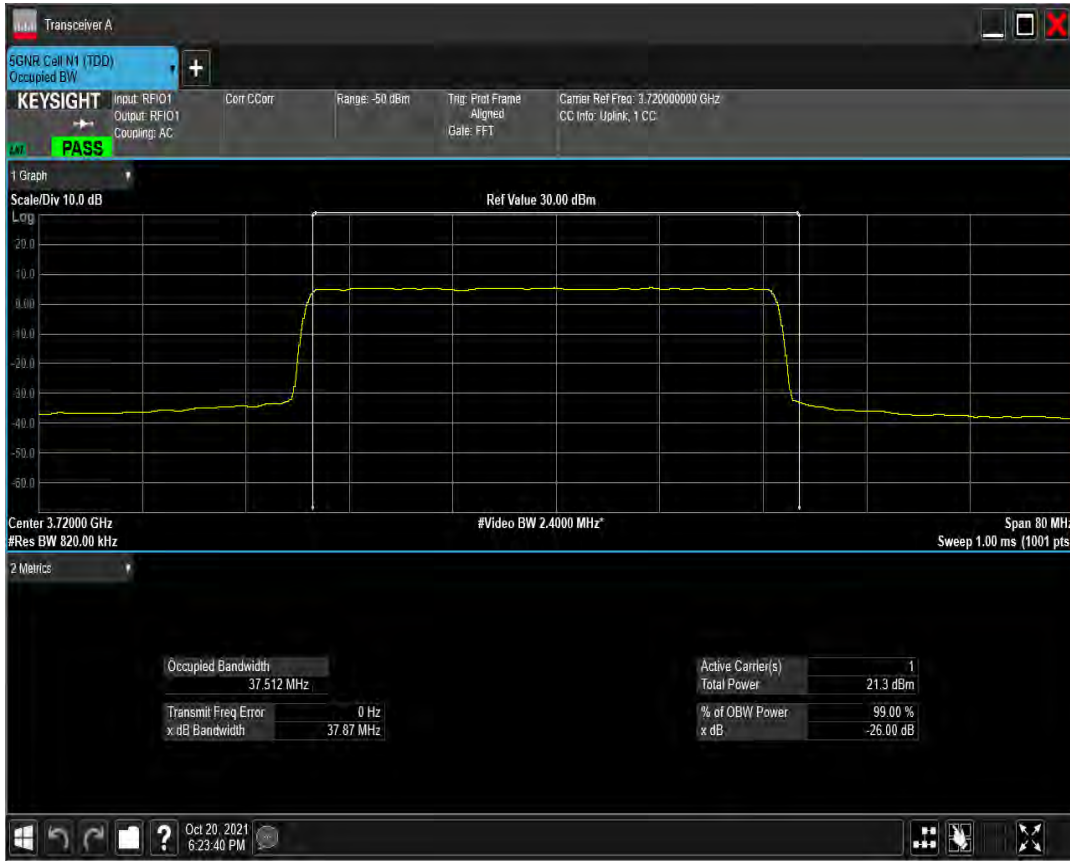 Transceiver A
5GNR Cell N1 (TDD)
Occupied BW
+
KEYSIGHT
Input: RFIO1
Output: RFIO1
Coupling: AC
Corr CCorr
Range: -50 dBm
Trig: Prot Frame
Aligned
Gate: FFT
Carrier Ref Freq: 3.720000000 GHz
CC Info: Uplink, 1 CC
PASS
1 Graph
Scale/Div 10.0 dB
Ref Value 30.00 dBm
Log
20.0
10.0
0.00
-10.0
-20.0
-30.0
-40.0
-50.0
-60.0
Center 3.72000 GHz
#Video BW 2.4000 MHz*
Span 80 MHz
#Res BW 820.00 kHz
Sweep 1.00 ms (1001 pts
2 Metrics
Occupied Bandwidth
37.512 MHz
Transmit Freq Error 0 Hz
x dB Bandwidth 37.87 MHz
Active Carrier(s) 1
Total Power 21.3 dBm
% of OBW Power 99.00 %
x dB -26.00 dB
?
Oct 20, 2021
6:23:40 PM